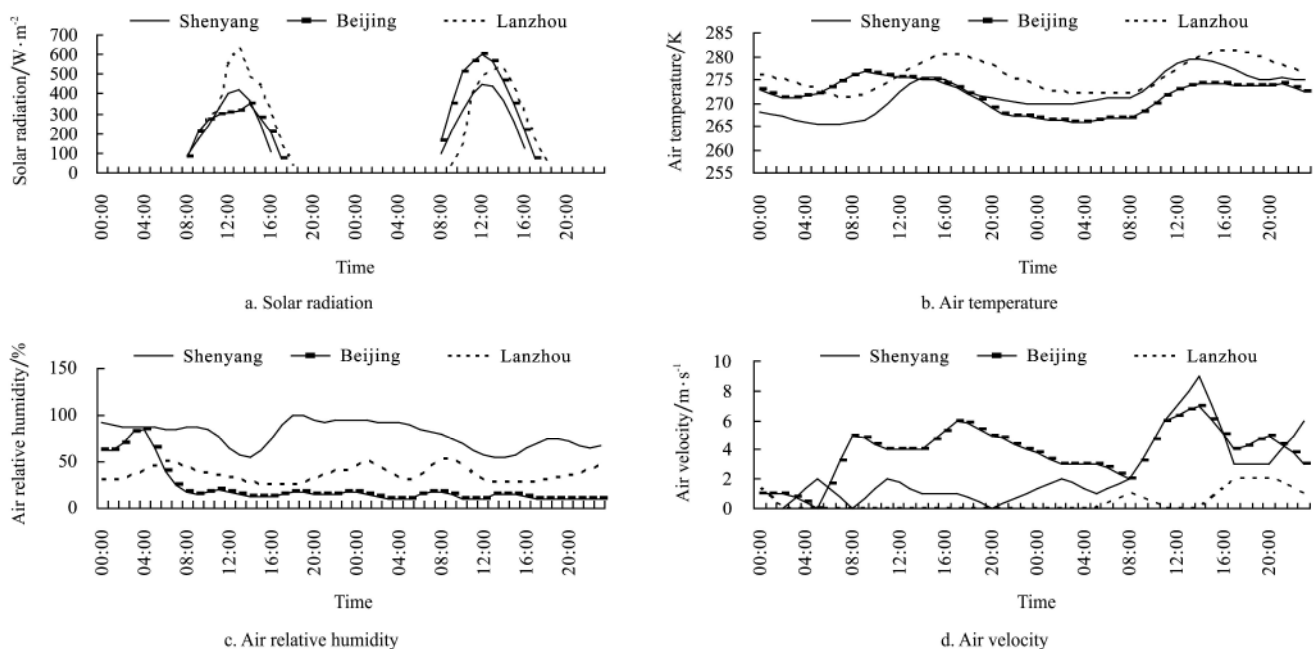 Shenyang Beijing Lanzhou
Solar radiation/W·m⁻²
700
600
500
400
300
200
100
0
00:00 04:00 08:00 12:00 16:00 20:00 00:00 04:00 08:00 12:00 16:00 20:00
Time
a. Solar radiation
Shenyang Beijing Lanzhou
Air temperature/K
285
280
275
270
265
260
255
00:00 04:00 08:00 12:00 16:00 20:00 00:00 04:00 08:00 12:00 16:00 20:00
Time
b. Air temperature
Shenyang Beijing Lanzhou
Air relative humidity/%
150
100
50
0
00:00 04:00 08:00 12:00 16:00 20:00 00:00 04:00 08:00 12:00 16:00 20:00
Time
c. Air relative humidity
Shenyang Beijing Lanzhou
Air velocity/m·s⁻¹
10
8
6
4
2
0
00:00 04:00 08:00 12:00 16:00 20:00 00:00 04:00 08:00 12:00 16:00 20:00
Time
d. Air velocity